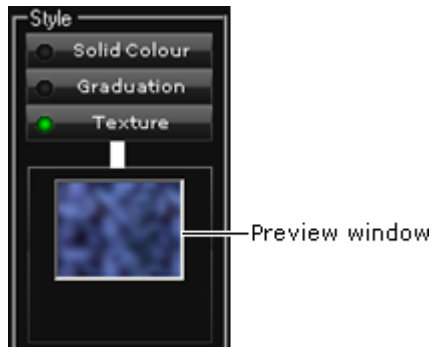 Style
Solid Colour
Graduation
Texture
Preview window